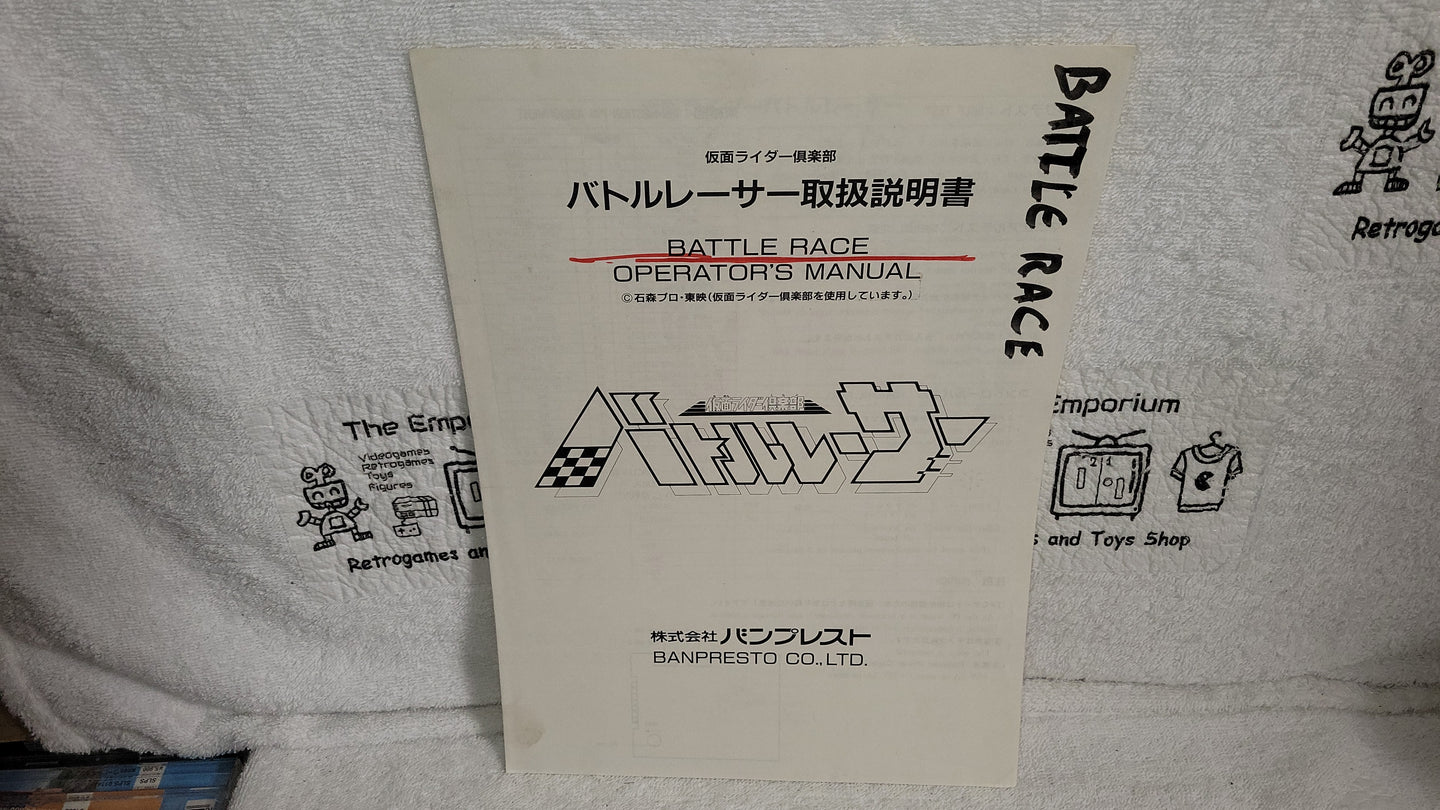 仮面ライダー倶楽部
バトルレーサー取扱説明書
BATTLE RACE
OPERATOR'S MANUAL
©石森プロ・東映(仮面ライダー倶楽部を使用しています。)
仮面ライダー倶楽部
バトルレーサー
株式会社バンプレスト
BANPRESTO CO.,LTD.
BATTLE RACE
The Emp
Videogames
Retrogames
Toys
Figures
Retrogames an
Emporium
s and Toys Shop
Retrog